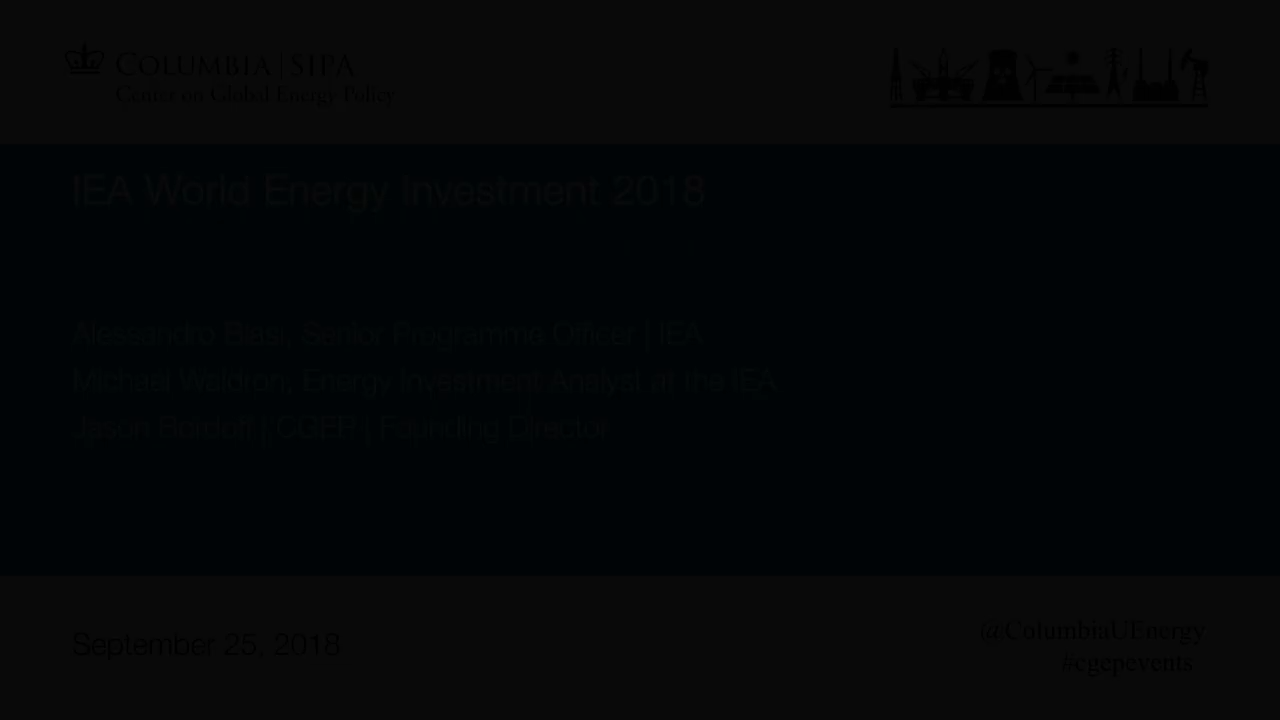 COLUMBIA | SIPA
Center on Global Energy Policy
IEA World Energy Investment 2018
Alessandro Blasi, Senior Programme Officer | IEA
Michael Waldron, Energy Investment Analyst at the IEA
Jason Bordoff | CGEP | Founding Director
September 25, 2018
@ColumbiaUEnergy
#cgepevents